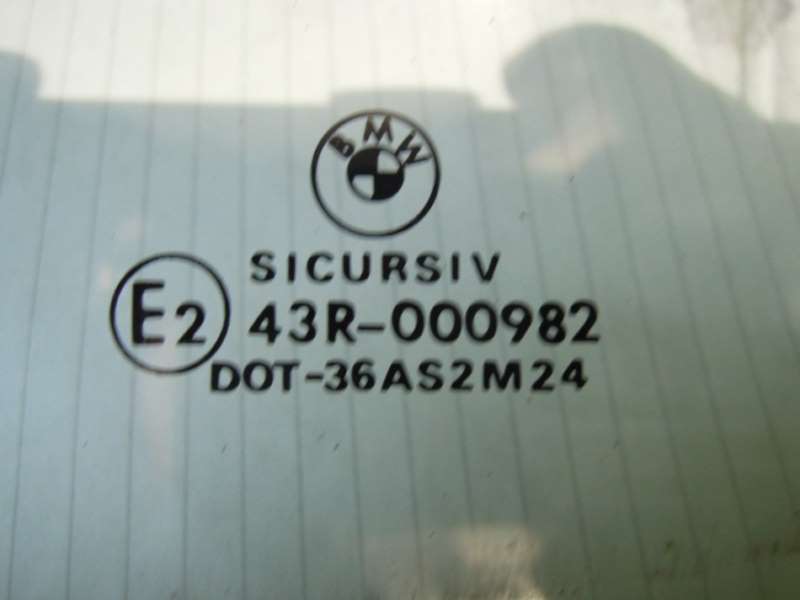 BMW
SICURSIV
E2 43R-000982
DOT-36AS2M24